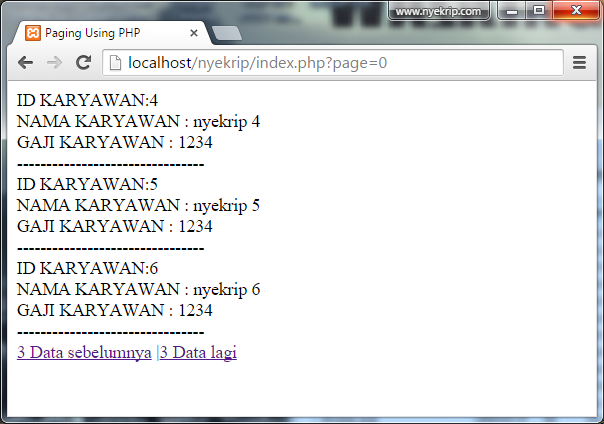 www.nyekrip.com
Paging Using PHP
localhost/nyekrip/index.php?page=0
ID KARYAWAN:4
NAMA KARYAWAN : nyekrip 4
GAJI KARYAWAN : 1234
--------------------------------
ID KARYAWAN:5
NAMA KARYAWAN : nyekrip 5
GAJI KARYAWAN : 1234
--------------------------------
ID KARYAWAN:6
NAMA KARYAWAN : nyekrip 6
GAJI KARYAWAN : 1234
--------------------------------
3 Data sebelumnya |3 Data lagi